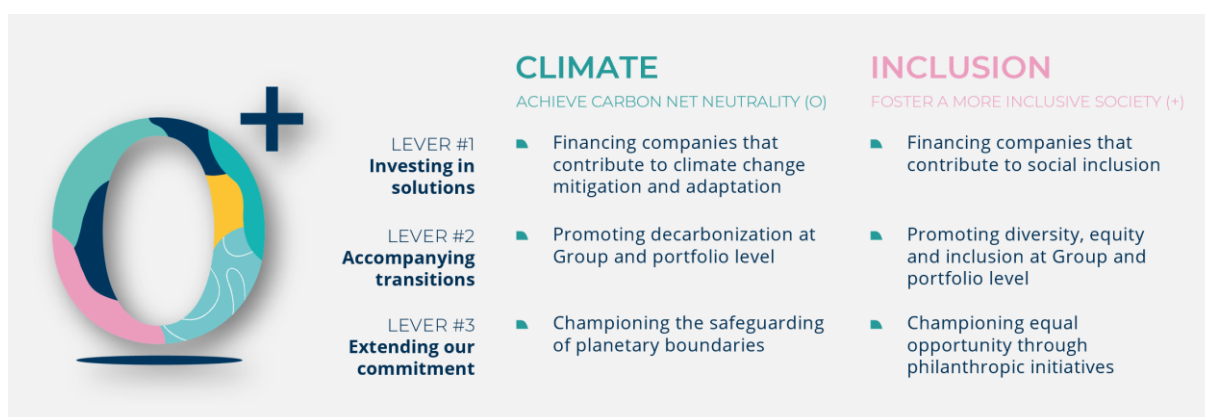 O+
CLIMATE
ACHIEVE CARBON NET NEUTRALITY (O)
INCLUSION
FOSTER A MORE INCLUSIVE SOCIETY (+)
LEVER #1
Investing in
solutions
Financing companies that
contribute to climate change
mitigation and adaptation
Financing companies that
contribute to social inclusion
LEVER #2
Accompanying
transitions
Promoting decarbonization at
Group and portfolio level
Promoting diversity, equity
and inclusion at Group and
portfolio level
LEVER #3
Extending our
commitment
Championing the safeguarding
of planetary boundaries
Championing equal
opportunity through
philanthropic initiatives